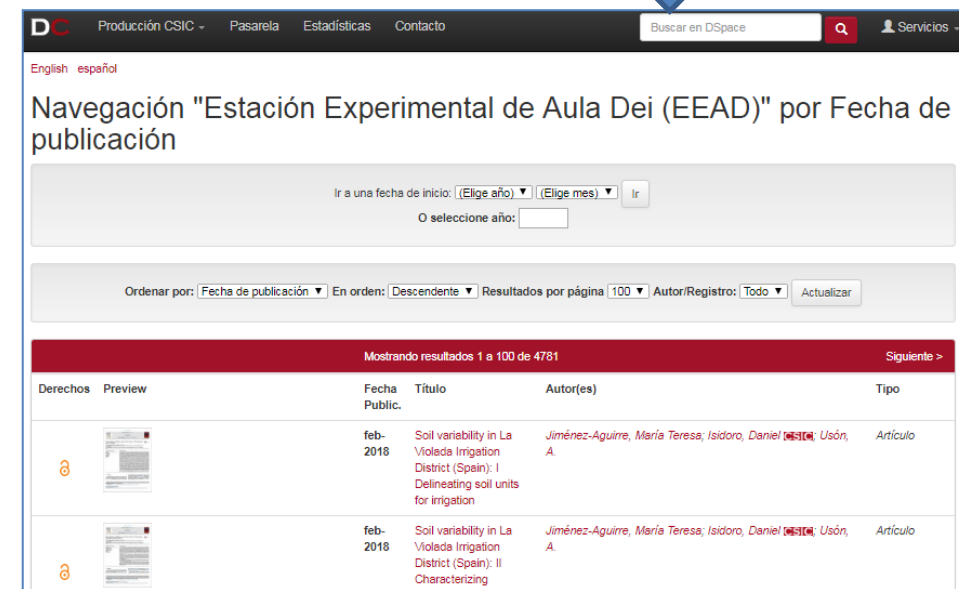 DC Producción CSIC Pasarela Estadísticas Contacto Buscar en DSpace Servicios
English español
Navegación "Estación Experimental de Aula Dei (EEAD)" por Fecha de
publicación
Ir a una fecha de inicio: (Elige año) (Elige mes) Ir
O seleccione año:
Ordenar por: Fecha de publicación En orden: Descendente Resultados por página 100 Autor/Registro: Todo Actualizar
Mostrando resultados 1 a 100 de 4781 Siguiente >
Derechos Preview Fecha Public. Título Autor(es) Tipo
feb-2018
Soil variability in La
Violada Irrigation
District (Spain): I
Delineating soil units
for irrigation
Jiménez-Aguirre, María Teresa; Isidoro, Daniel CSIC; Usón,
A.
Artículo
feb-2018
Soil variability in La
Violada Irrigation
District (Spain): II
Characterizing
Jiménez-Aguirre, María Teresa; Isidoro, Daniel CSIC; Usón,
A.
Artículo